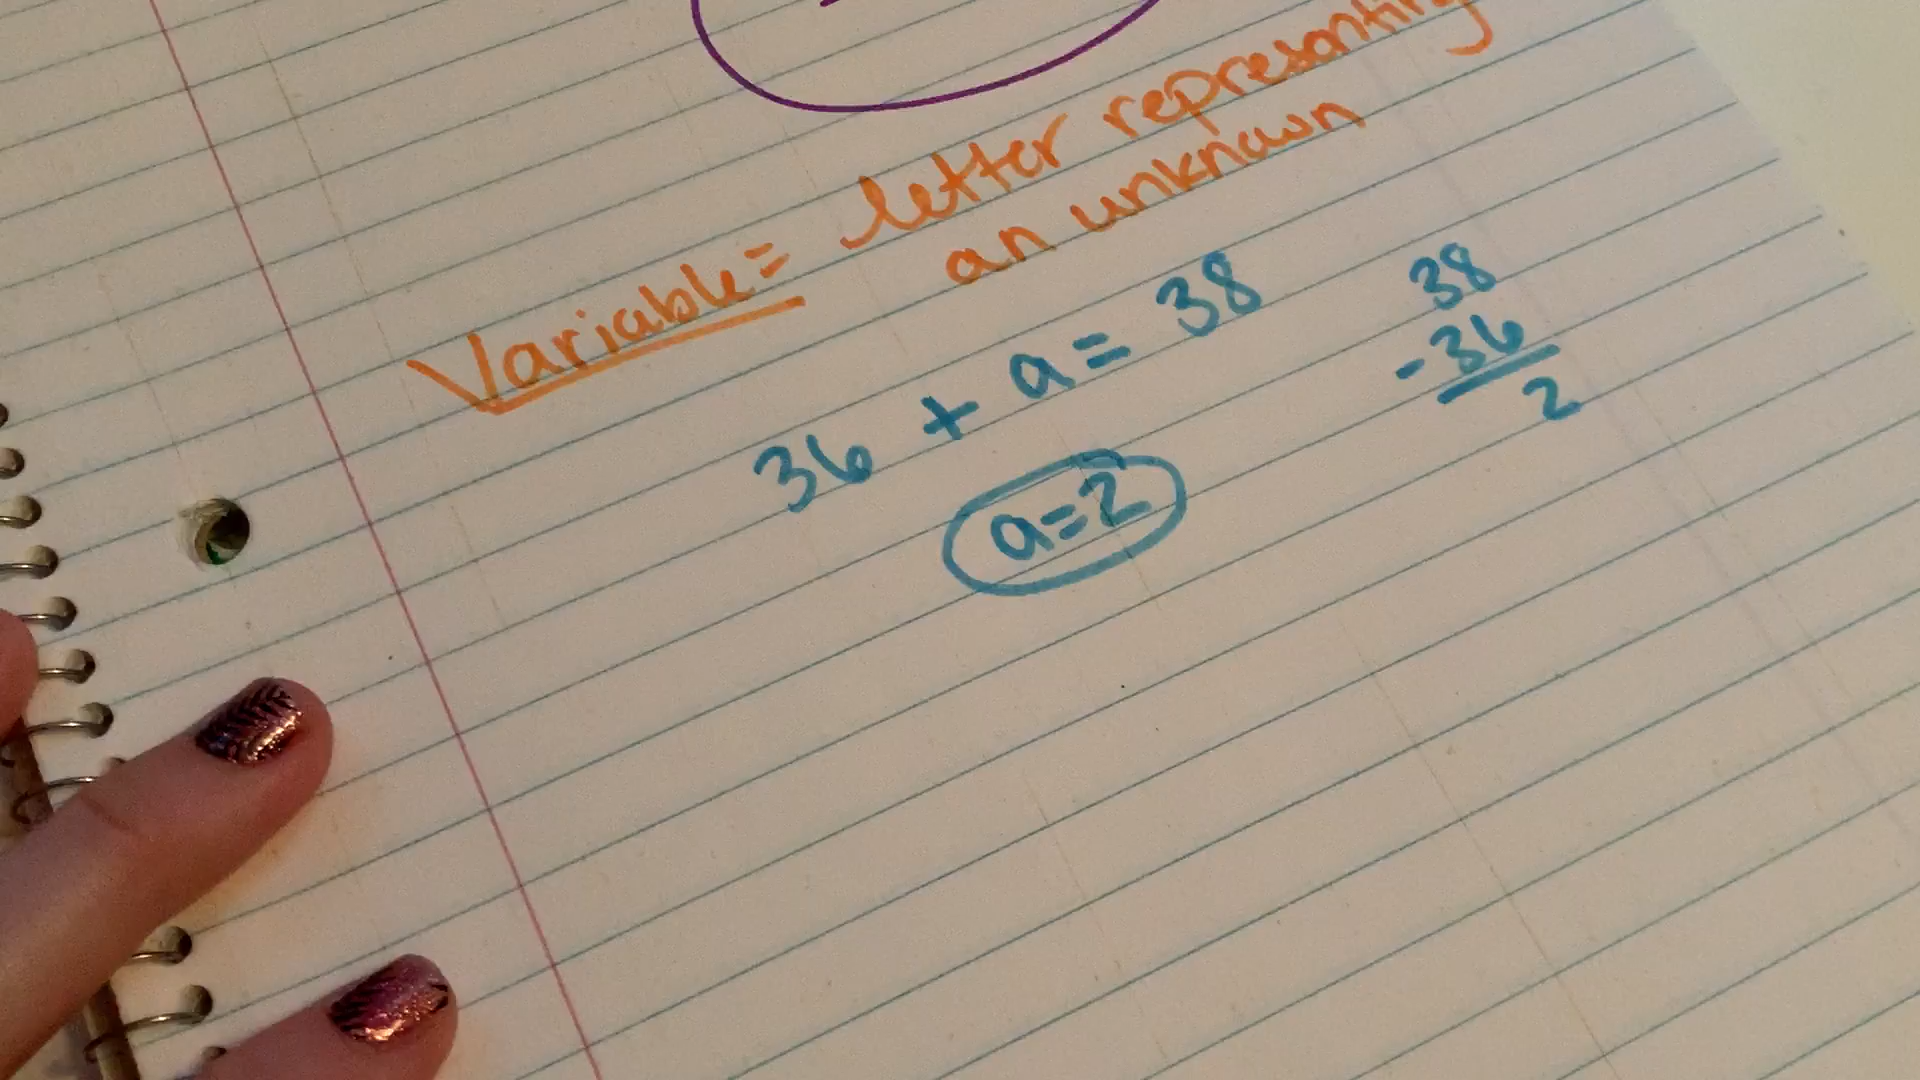 Variable = letter representing
an unknown
36 + a = 38
a = 2
38
- 36
2